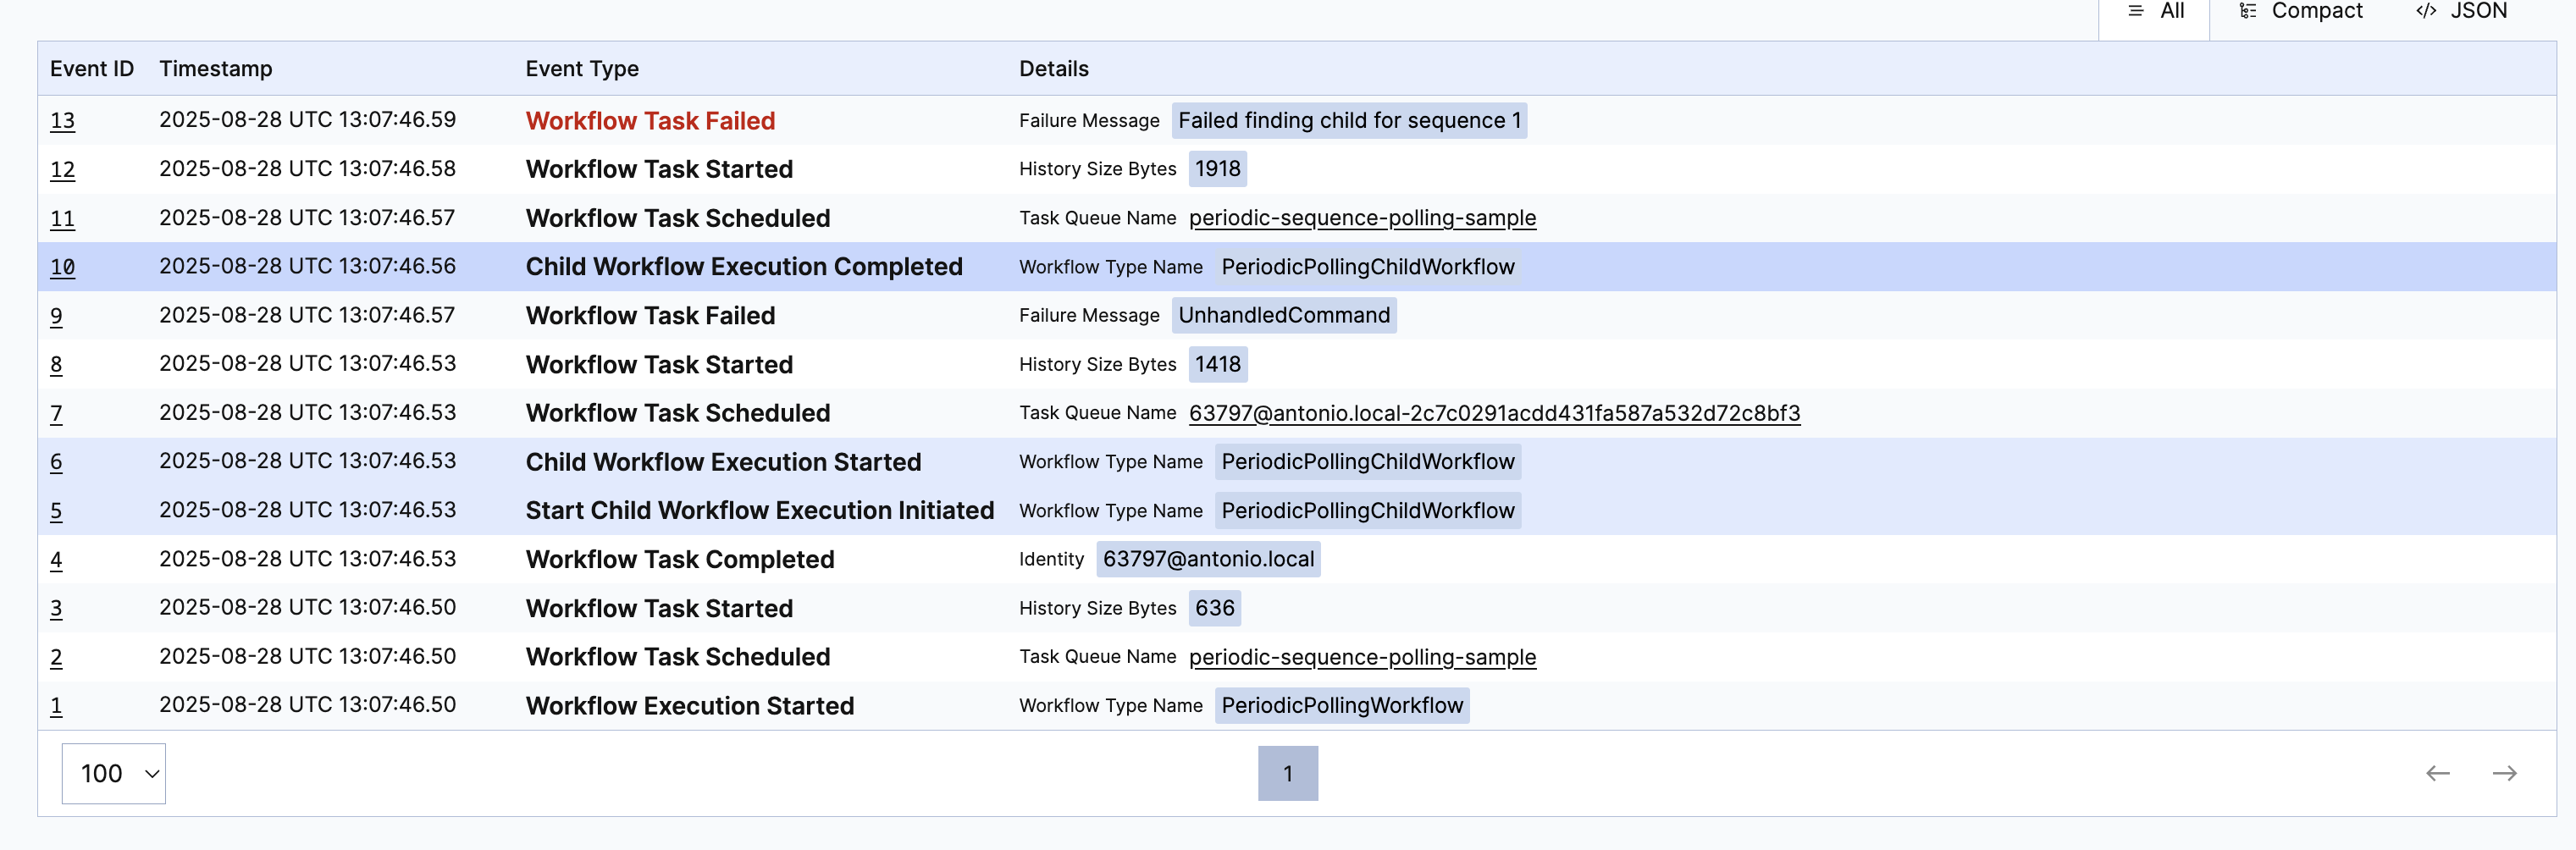 All Compact </> JSON
Event ID Timestamp Event Type Details
13 2025-08-28 UTC 13:07:46.59 Workflow Task Failed Failure Message Failed finding child for sequence 1
12 2025-08-28 UTC 13:07:46.58 Workflow Task Started History Size Bytes 1918
11 2025-08-28 UTC 13:07:46.57 Workflow Task Scheduled Task Queue Name periodic-sequence-polling-sample
10 2025-08-28 UTC 13:07:46.56 Child Workflow Execution Completed Workflow Type Name PeriodicPollingChildWorkflow
9 2025-08-28 UTC 13:07:46.57 Workflow Task Failed Failure Message UnhandledCommand
8 2025-08-28 UTC 13:07:46.53 Workflow Task Started History Size Bytes 1418
7 2025-08-28 UTC 13:07:46.53 Workflow Task Scheduled Task Queue Name 63797@antonio.local-2c7c0291acdd431fa587a532d72c8bf3
6 2025-08-28 UTC 13:07:46.53 Child Workflow Execution Started Workflow Type Name PeriodicPollingChildWorkflow
5 2025-08-28 UTC 13:07:46.53 Start Child Workflow Execution Initiated Workflow Type Name PeriodicPollingChildWorkflow
4 2025-08-28 UTC 13:07:46.53 Workflow Task Completed Identity 63797@antonio.local
3 2025-08-28 UTC 13:07:46.50 Workflow Task Started History Size Bytes 636
2 2025-08-28 UTC 13:07:46.50 Workflow Task Scheduled Task Queue Name periodic-sequence-polling-sample
1 2025-08-28 UTC 13:07:46.50 Workflow Execution Started Workflow Type Name PeriodicPollingWorkflow
100 1